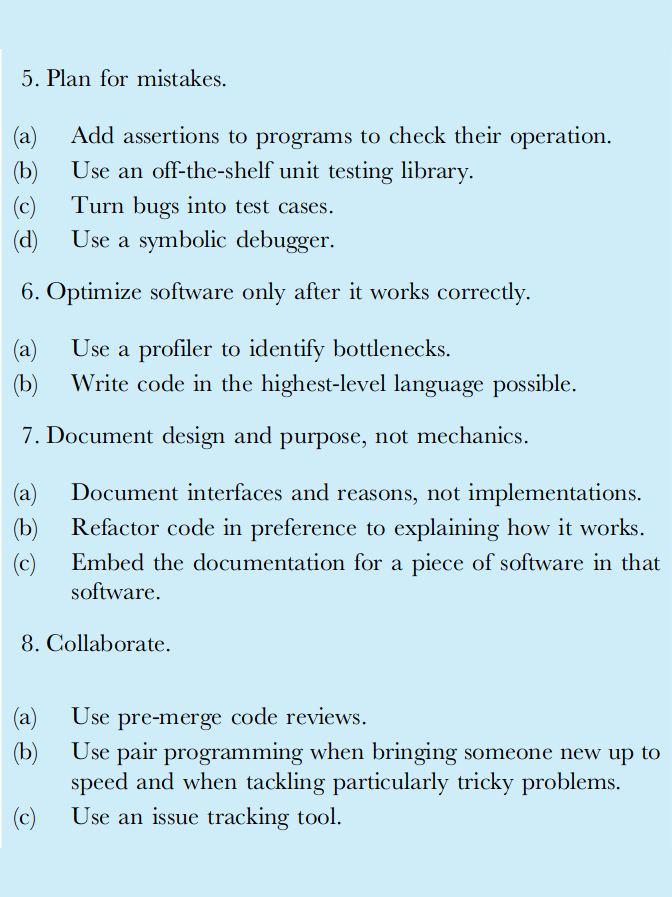 5. Plan for mistakes.
(a) Add assertions to programs to check their operation.
(b) Use an off-the-shelf unit testing library.
(c) Turn bugs into test cases.
(d) Use a symbolic debugger.
6. Optimize software only after it works correctly.
(a) Use a profiler to identify bottlenecks.
(b) Write code in the highest-level language possible.
7. Document design and purpose, not mechanics.
(a) Document interfaces and reasons, not implementations.
(b) Refactor code in preference to explaining how it works.
(c) Embed the documentation for a piece of software in that
software.
8. Collaborate.
(a) Use pre-merge code reviews.
(b) Use pair programming when bringing someone new up to
speed and when tackling particularly tricky problems.
(c) Use an issue tracking tool.